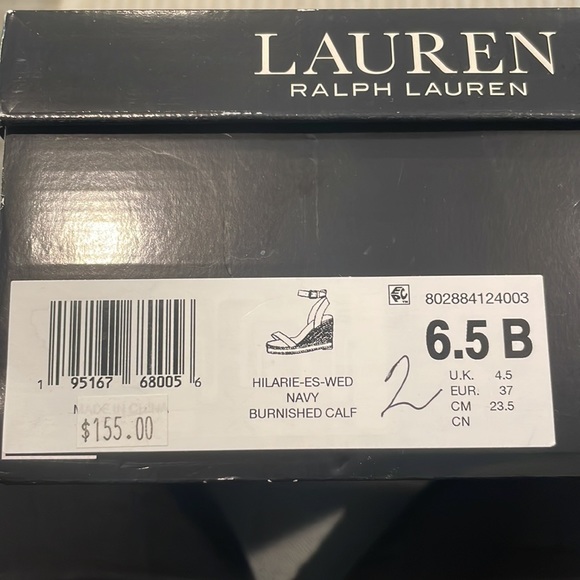 LAUREN
RALPH LAUREN
802884124003
6.5 B
U.K. 4.5
EUR. 37
CM 23.5
CN
2
HILARIE-ES-WED
NAVY
BURNISHED CALF
1 95167 68005 6
MADE IN CHINA
$155.00